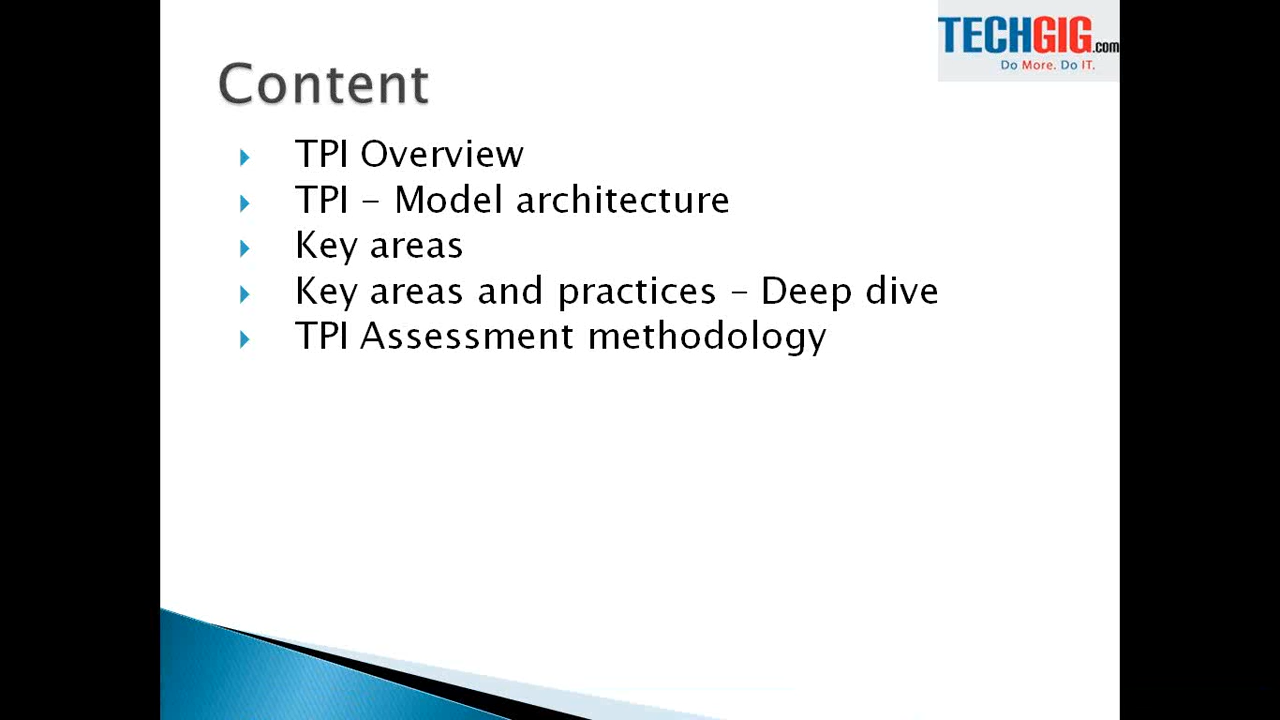 TECHGIG.com
Do More. Do IT.
Content
TPI Overview
TPI - Model architecture
Key areas
Key areas and practices - Deep dive
TPI Assessment methodology